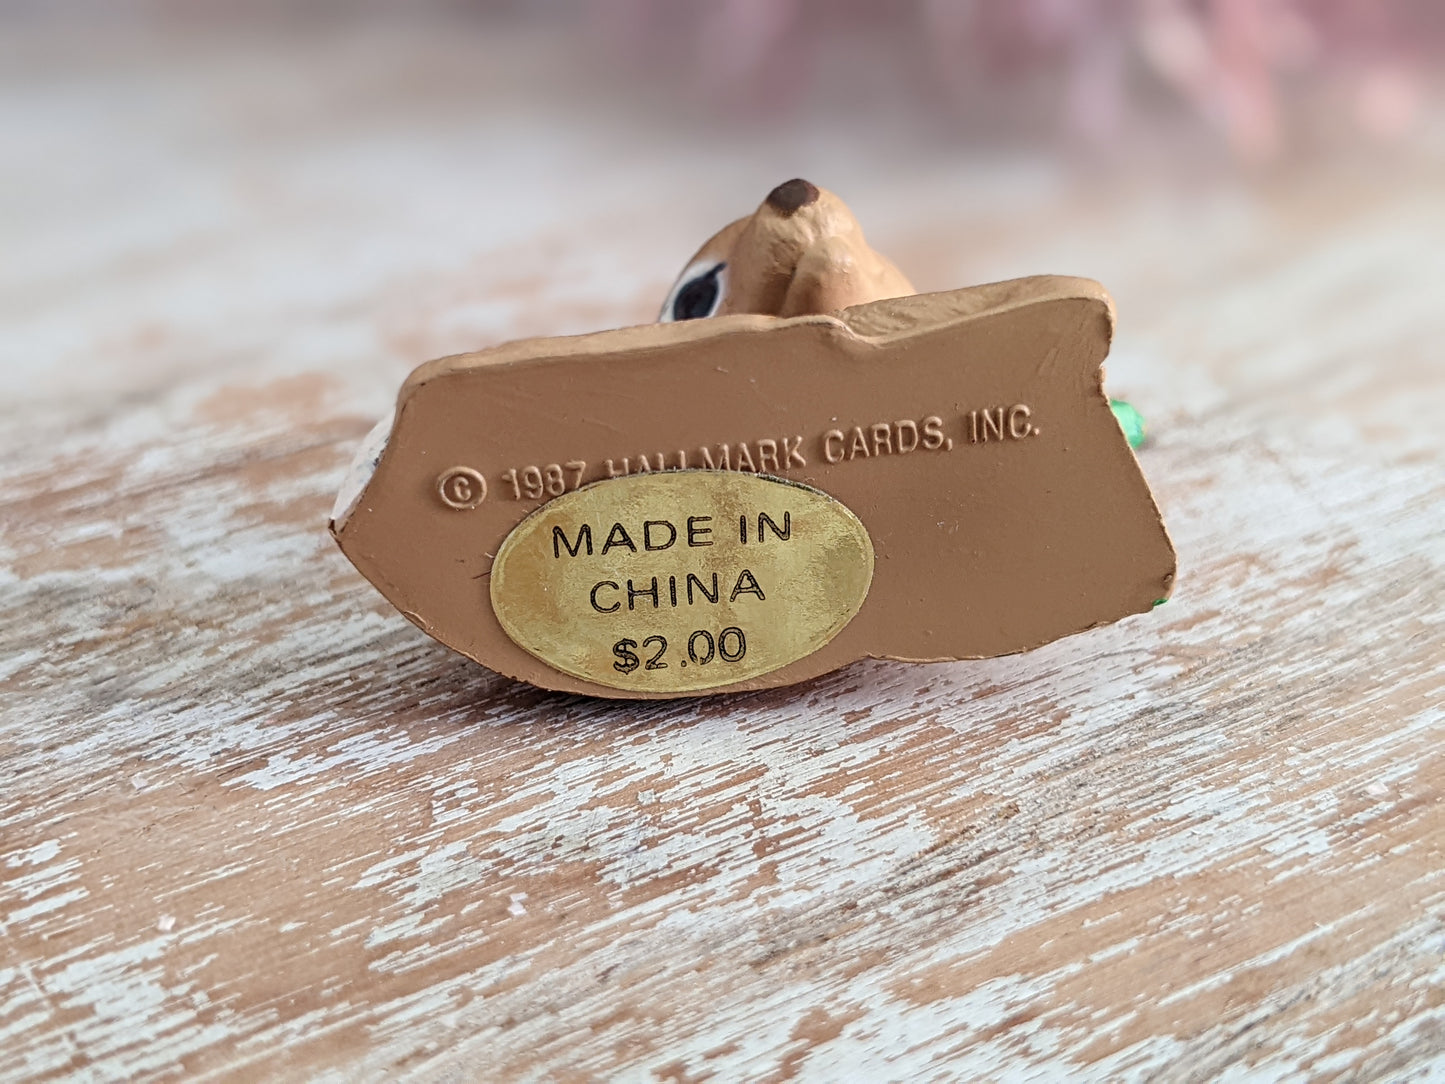 © 1987 HALLMARK CARDS, INC.
MADE IN
CHINA
$2.00